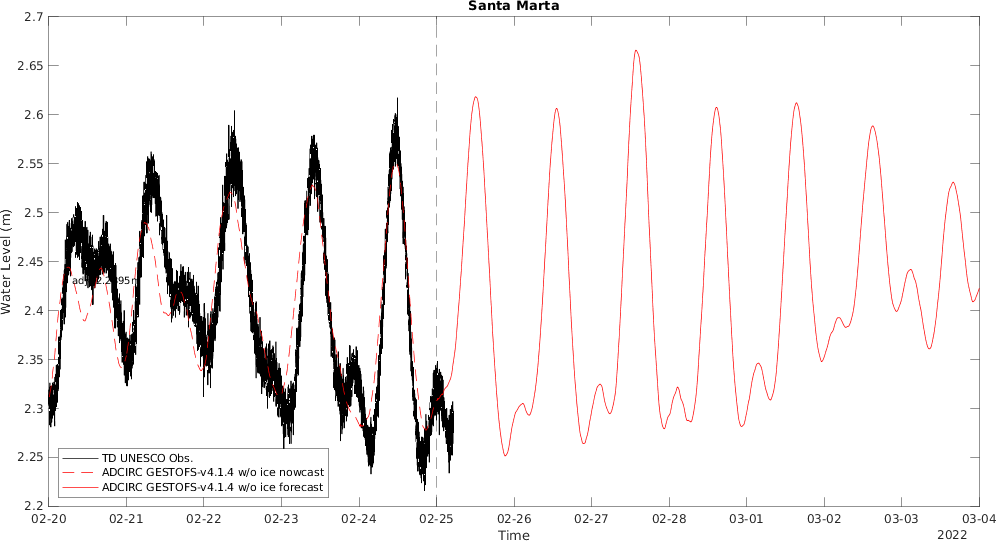 Santa Marta
2.7
2.65
2.6
2.55
2.5
2.45
2.4
2.35
2.3
2.25
2.2
Water Level (m)
TD UNESCO Obs.
ADCIRC GESTOFS-v4.1.4 w/o ice nowcast
ADCIRC GESTOFS-v4.1.4 w/o ice forecast
02-20 02-21 02-22 02-23 02-24 02-25 02-26 02-27 02-28 03-01 03-02 03-03 03-04
Time
2022